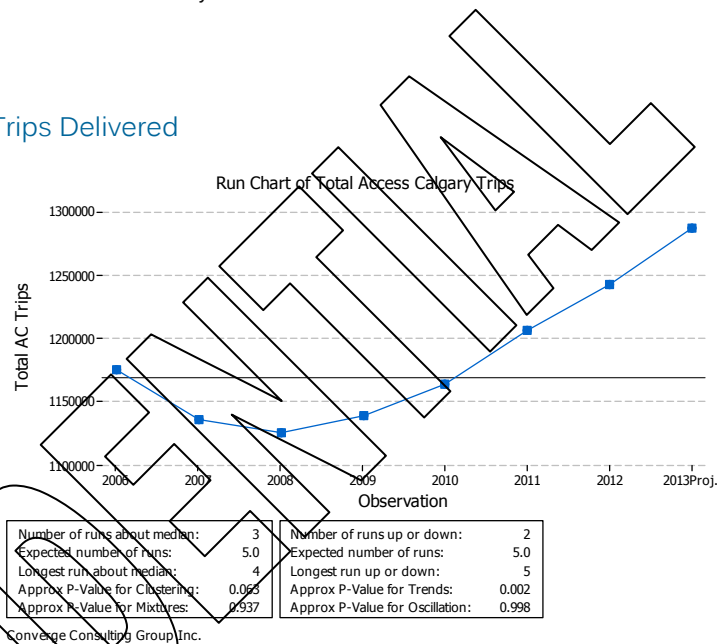 Trips Delivered
Run Chart of Total Access Calgary Trips
Total AC Trips
1300000
1250000
1200000
1150000
1100000
2006 2007 2008 2009 2010 2011 2012 2013Proj.
Observation
Number of runs about median: 3
Expected number of runs: 5.0
Longest run about median: 4
Approx P-Value for Clustering: 0.063
Approx P-Value for Mixtures: 0.937
Number of runs up or down: 2
Expected number of runs: 5.0
Longest run up or down: 5
Approx P-Value for Trends: 0.002
Approx P-Value for Oscillation: 0.998
Converge Consulting Group Inc.
DENTIAL